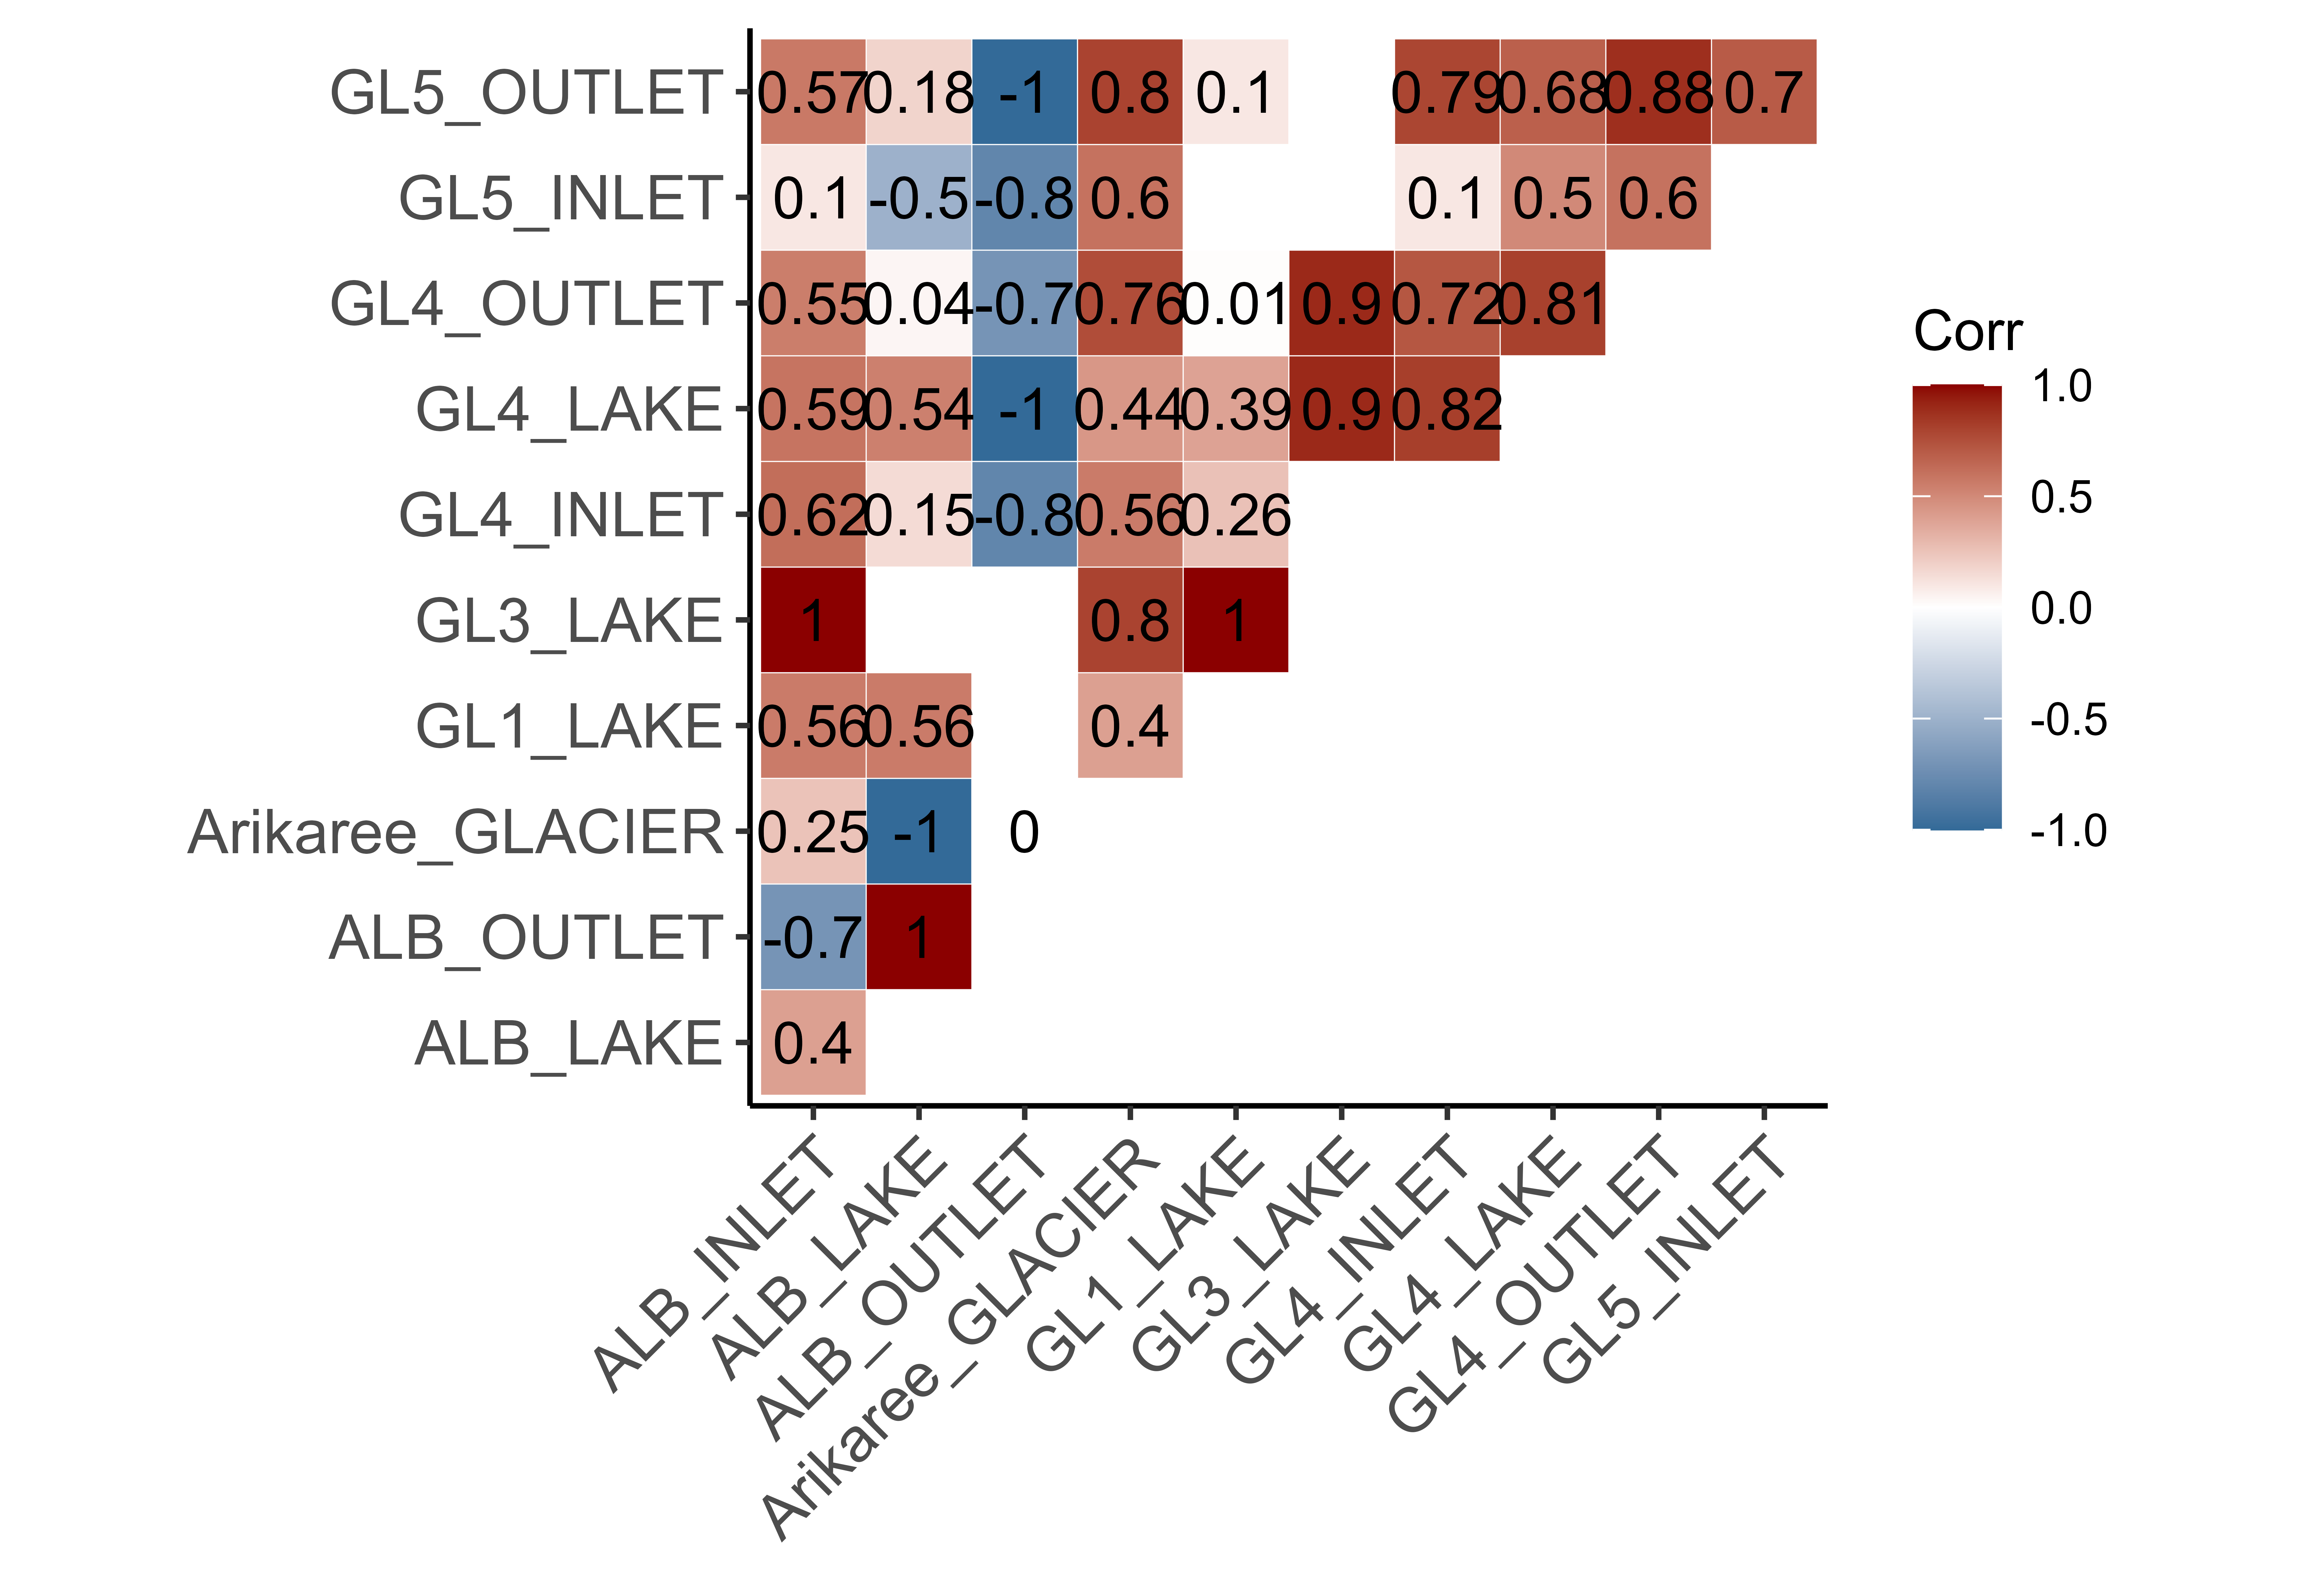 GL5_OUTLET 0.57 0.18 -1 0.8 0.1 0.79 0.68 0.88 0.7
GL5_INLET 0.1 -0.5 -0.8 0.6 0.1 0.5 0.6
GL4_OUTLET 0.55 0.04 -0.7 0.76 0.01 0.9 0.72 0.81
GL4_LAKE 0.59 0.54 -1 0.44 0.39 0.9 0.82
GL4_INLET 0.62 0.15 -0.8 0.56 0.26
GL3_LAKE 1 0.8 1
GL1_LAKE 0.56 0.56 0.4
Arikaree_GLACIER 0.25 -1 0
ALB_OUTLET -0.7 1
ALB_LAKE 0.4
ALB_INLET
ALB_LAKE
ALB_OUTLET
Arikaree_GLACIER
GL1_LAKE
GL3_LAKE
GL4_INLET
GL4_LAKE
GL4_OUTLET
GL5_INLET
Corr
1.0
0.5
0.0
-0.5
-1.0